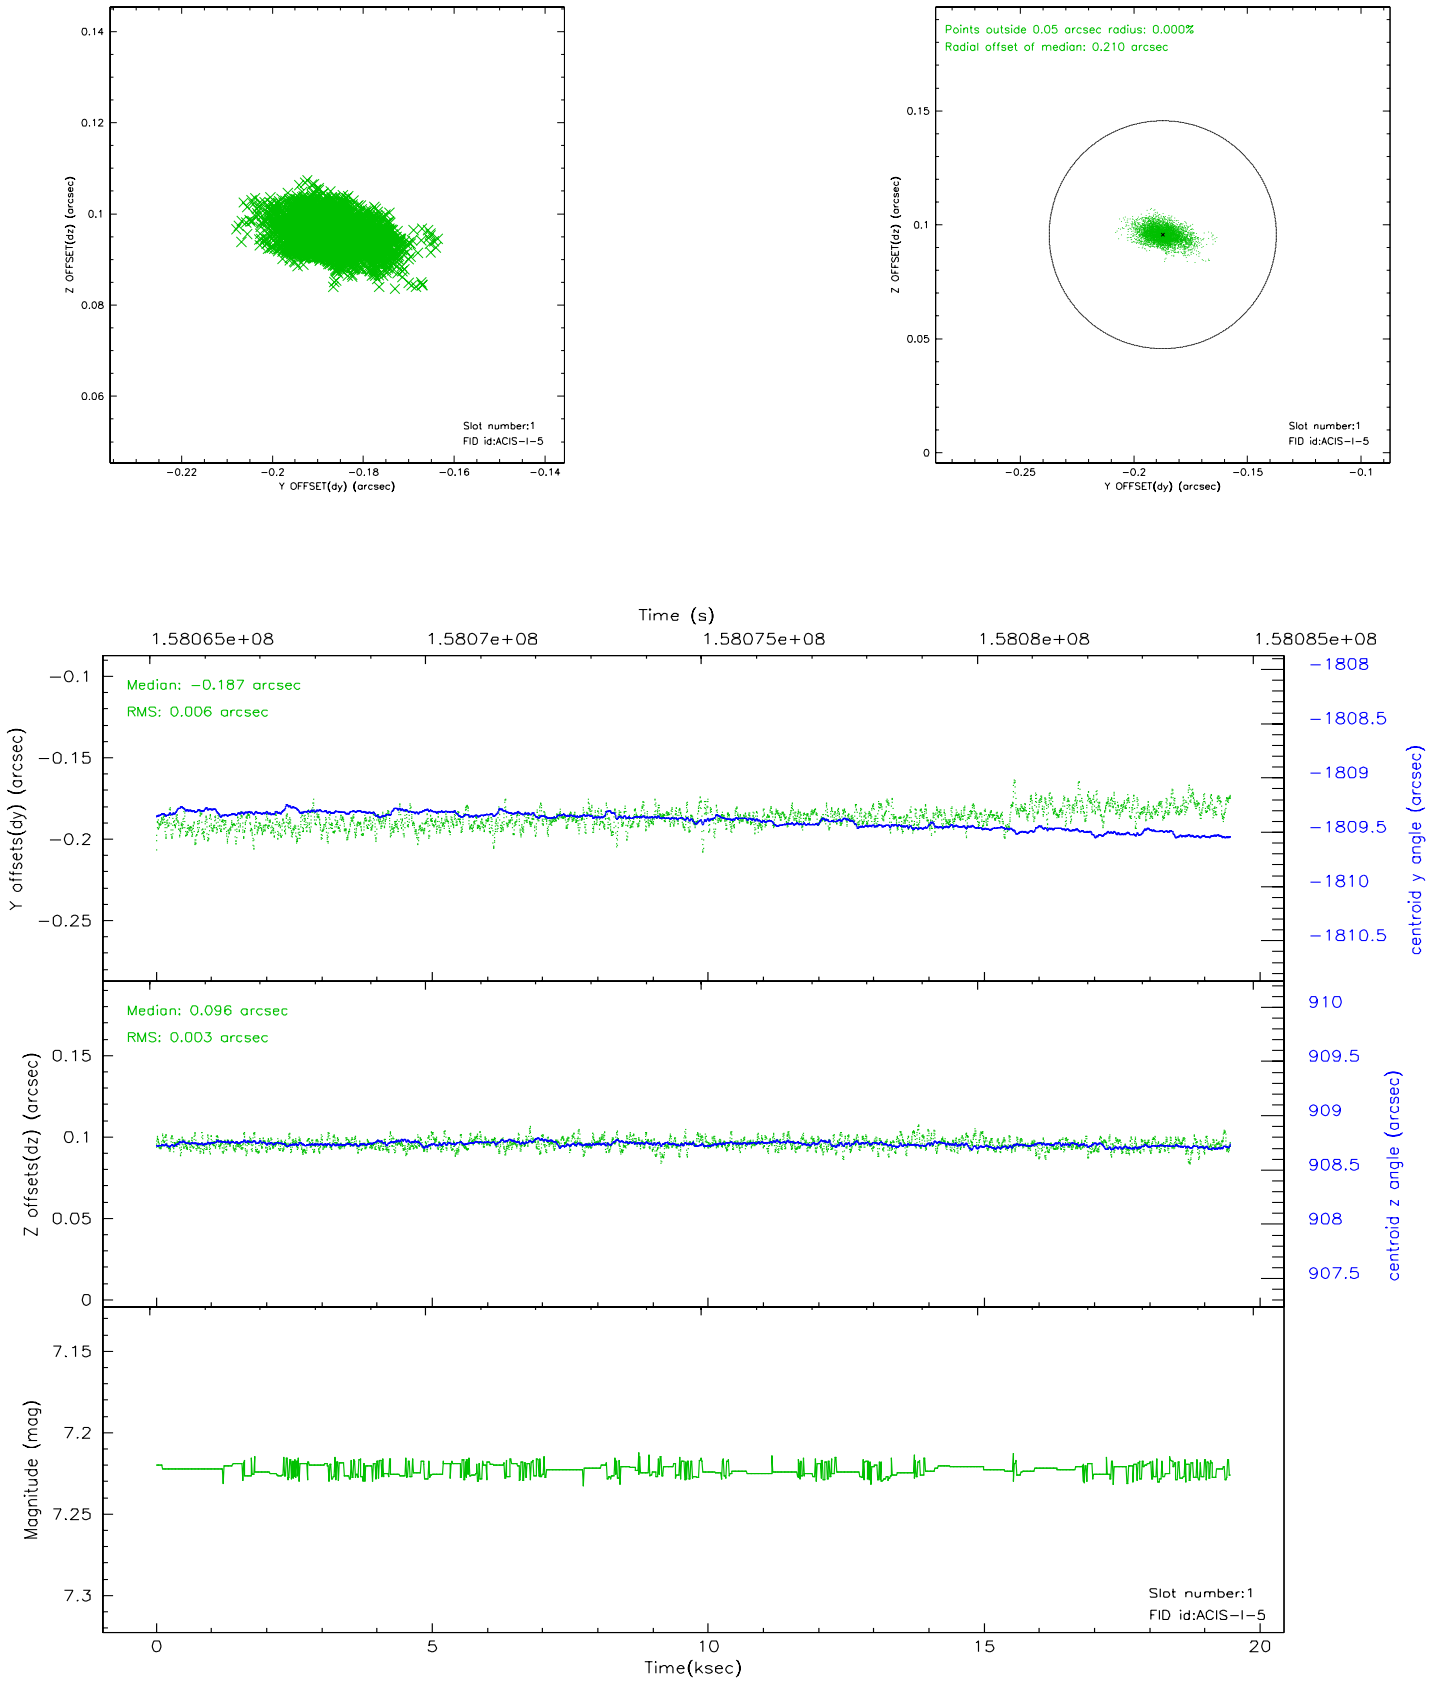 0.14
0.12
0.1
0.08
0.06
Z OFFSET(dz) (arcsec)
Slot number:1
FID id:ACIS-I-5
-0.22
-0.2
-0.18
-0.16
-0.14
Y OFFSET(dy) (arcsec)
Points outside 0.05 arcsec radius: 0.000%
Radial offset of median: 0.210 arcsec
0.15
0.1
0.05
0
Z OFFSET(dz) (arcsec)
Slot number:1
FID id:ACIS-I-5
-0.25
-0.2
-0.15
-0.1
Y OFFSET(dy) (arcsec)
Time (s)
1.58065e+08
1.5807e+08
1.58075e+08
1.5808e+08
1.58085e+08
-0.1
-0.15
-0.2
-0.25
Y offsets(dy) (arcsec)
Median: -0.187 arcsec
RMS: 0.006 arcsec
-1808
-1808.5
-1809
-1809.5
-1810
-1810.5
centroid y angle (arcsec)
0.15
0.1
0.05
0
Z offsets(dz) (arcsec)
Median: 0.096 arcsec
RMS: 0.003 arcsec
910
909.5
909
908.5
908
907.5
centroid z angle (arcsec)
7.15
7.2
7.25
7.3
Magnitude (mag)
Slot number:1
FID id:ACIS-I-5
0
5
10
15
20
Time(ksec)